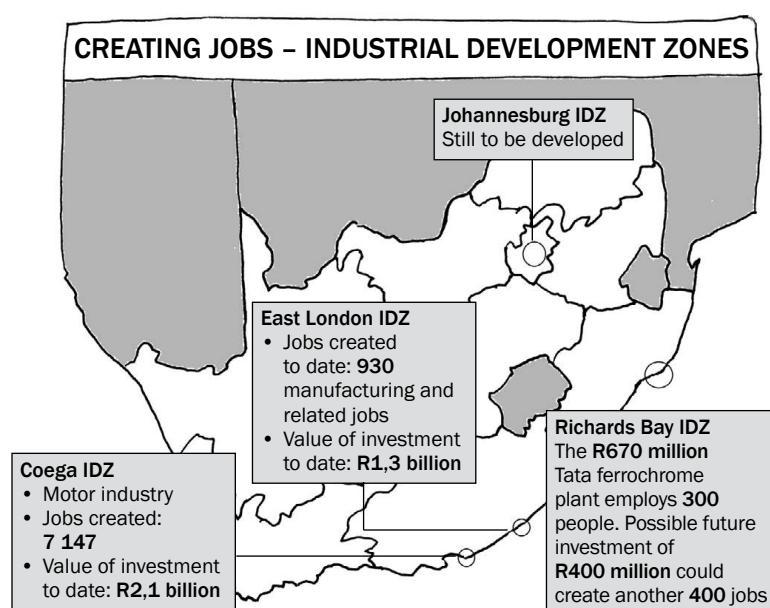 CREATING JOBS – INDUSTRIAL DEVELOPMENT ZONES
Johannesburg IDZ
Still to be developed
East London IDZ
• Jobs created
to date: 930
manufacturing and
related jobs
• Value of investment
to date: R1,3 billion
Richards Bay IDZ
The R670 million
Tata ferrochrome
plant employs 300
people. Possible future
investment of
R400 million could
create another 400 jobs
Coega IDZ
• Motor industry
• Jobs created:
7 147
• Value of investment
to date: R2,1 billion